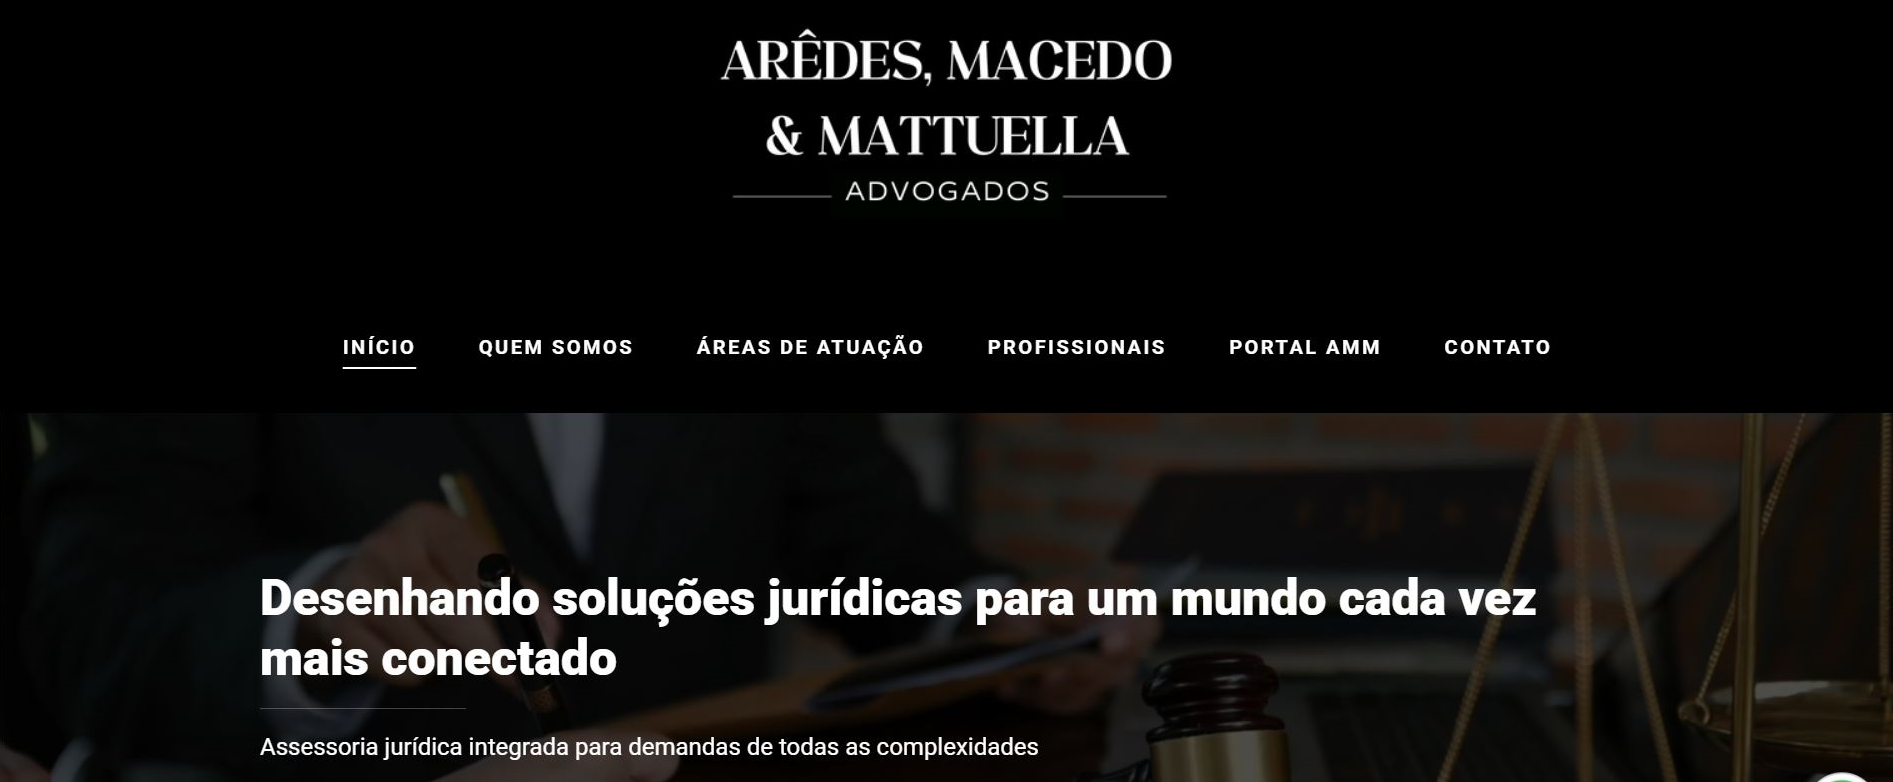 ARÊDES, MACEDO
& MATTUELLA
ADVOGADOS
INÍCIO QUEM SOMOS ÁREAS DE ATUAÇÃO PROFISSIONAIS PORTAL AMM CONTATO
Desenhando soluções jurídicas para um mundo cada vez
mais conectado
Assessoria jurídica integrada para demandas de todas as complexidades